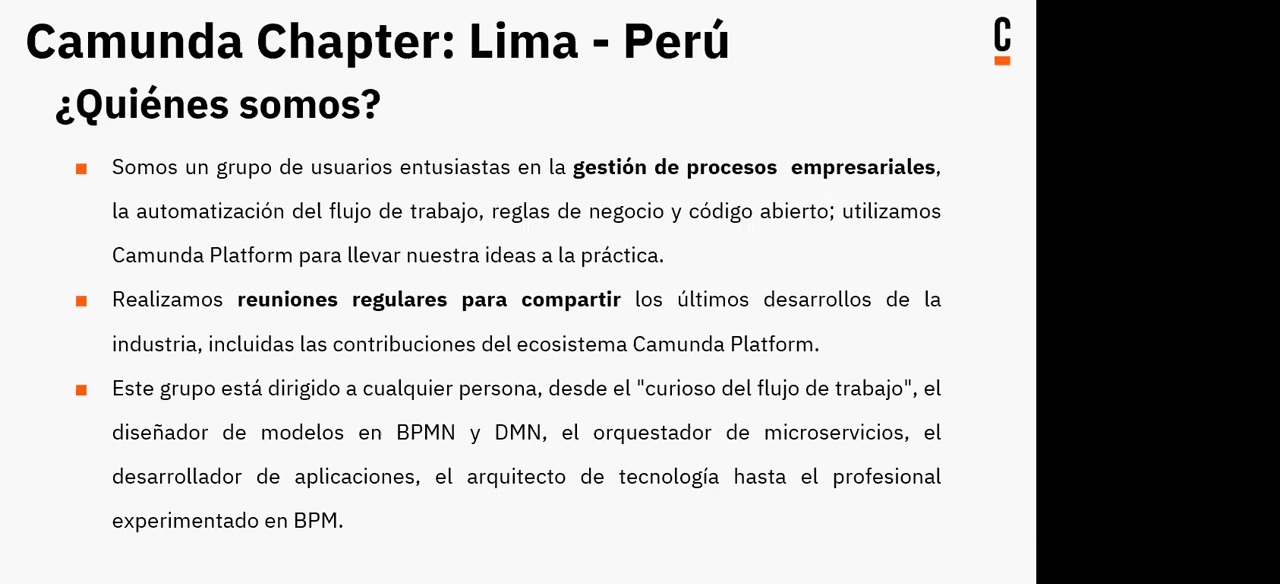 Camunda Chapter: Lima - Perú
C
¿Quiénes somos?
Somos un grupo de usuarios entusiastas en la gestión de procesos empresariales,
la automatización del flujo de trabajo, reglas de negocio y código abierto; utilizamos
Camunda Platform para llevar nuestra ideas a la práctica.
Realizamos reuniones regulares para compartir los últimos desarrollos de la
industria, incluidas las contribuciones del ecosistema Camunda Platform.
Este grupo está dirigido a cualquier persona, desde el "curioso del flujo de trabajo", el
diseñador de modelos en BPMN y DMN, el orquestador de microservicios, el
desarrollador de aplicaciones, el arquitecto de tecnología hasta el profesional
experimentado en BPM.